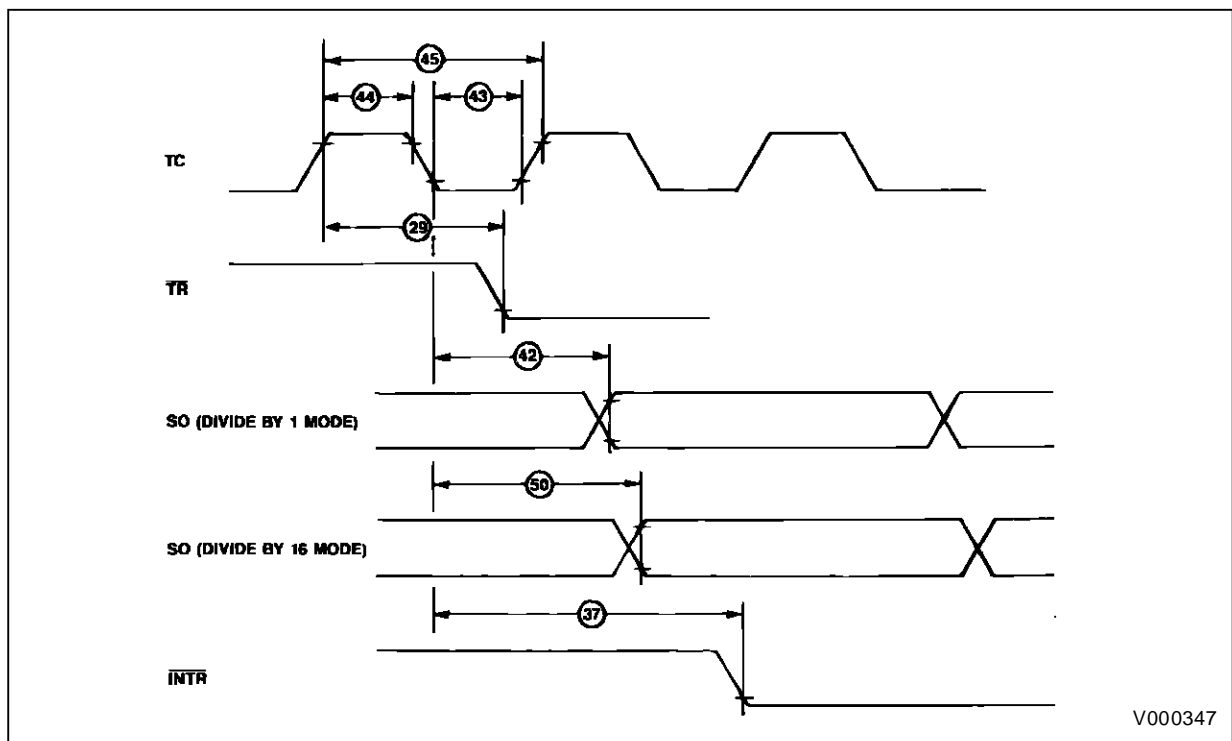 45
44
43
TC
29
TR
42
SO (DIVIDE BY 1 MODE)
50
SO (DIVIDE BY 16 MODE)
37
INTR
V000347